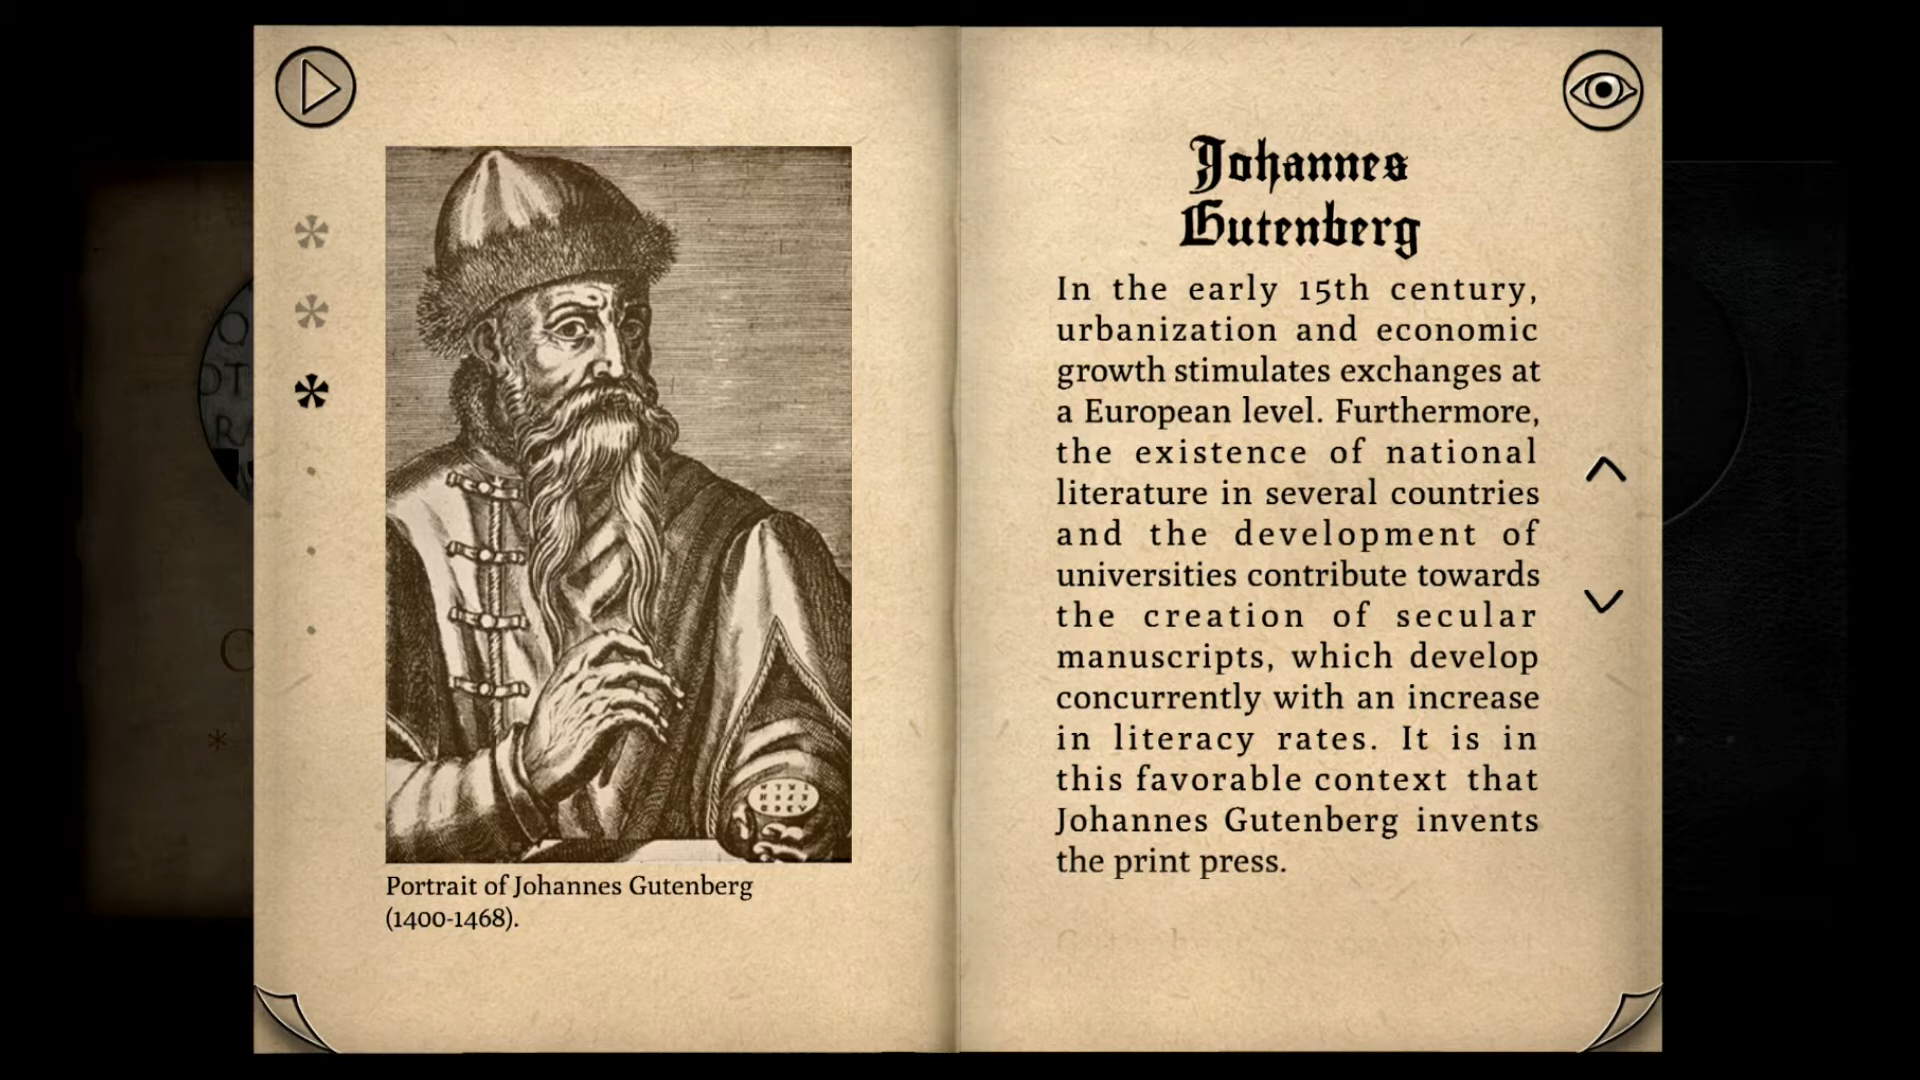 Johannes
Gutenberg
In the early 15th century,
urbanization and economic
growth stimulates exchanges at
a European level. Furthermore,
the existence of national
literature in several countries
and the development of
universities contribute towards
the creation of secular
manuscripts, which develop
concurrently with an increase
in literacy rates. It is in
this favorable context that
Johannes Gutenberg invents
the print press.
Portrait of Johannes Gutenberg
(1400-1468).